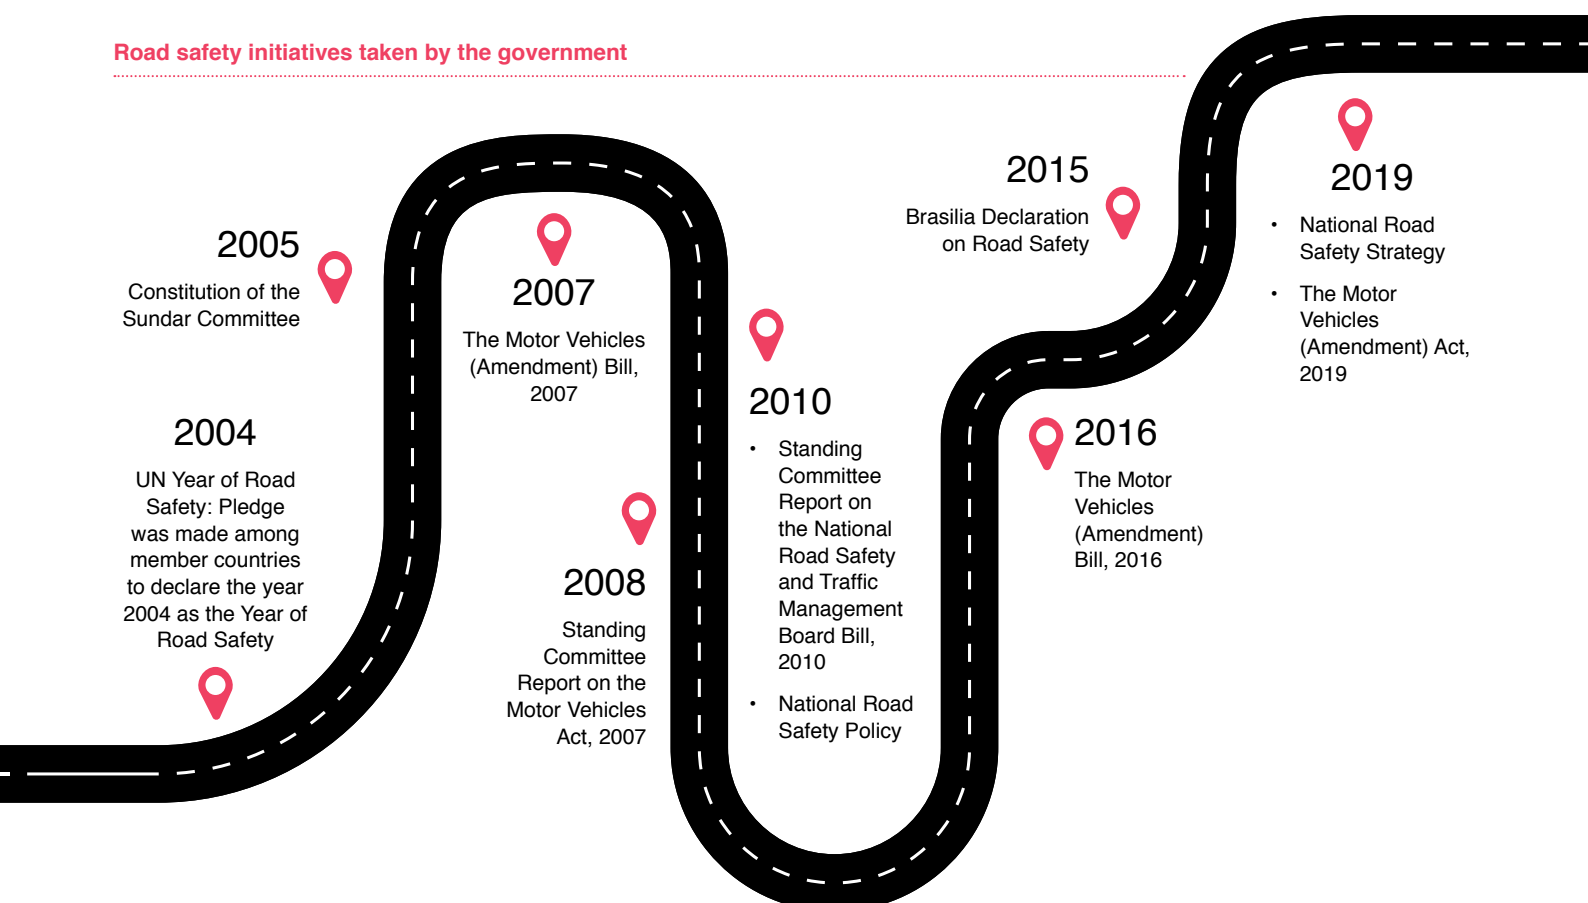 Road safety initiatives taken by the government
2004
UN Year of Road
Safety: Pledge
was made among
member countries
to declare the year
2004 as the Year of
Road Safety
2005
Constitution of the
Sundar Committee
2007
The Motor Vehicles
(Amendment) Bill,
2007
2008
Standing
Committee
Report on the
Motor Vehicles
Act, 2007
2010
• Standing
Committee
Report on
the National
Road Safety
and Traffic
Management
Board Bill,
2010
• National Road
Safety Policy
2015
Brasilia Declaration
on Road Safety
2016
The Motor
Vehicles
(Amendment)
Bill, 2016
2019
• National Road
Safety Strategy
• The Motor
Vehicles
(Amendment) Act,
2019